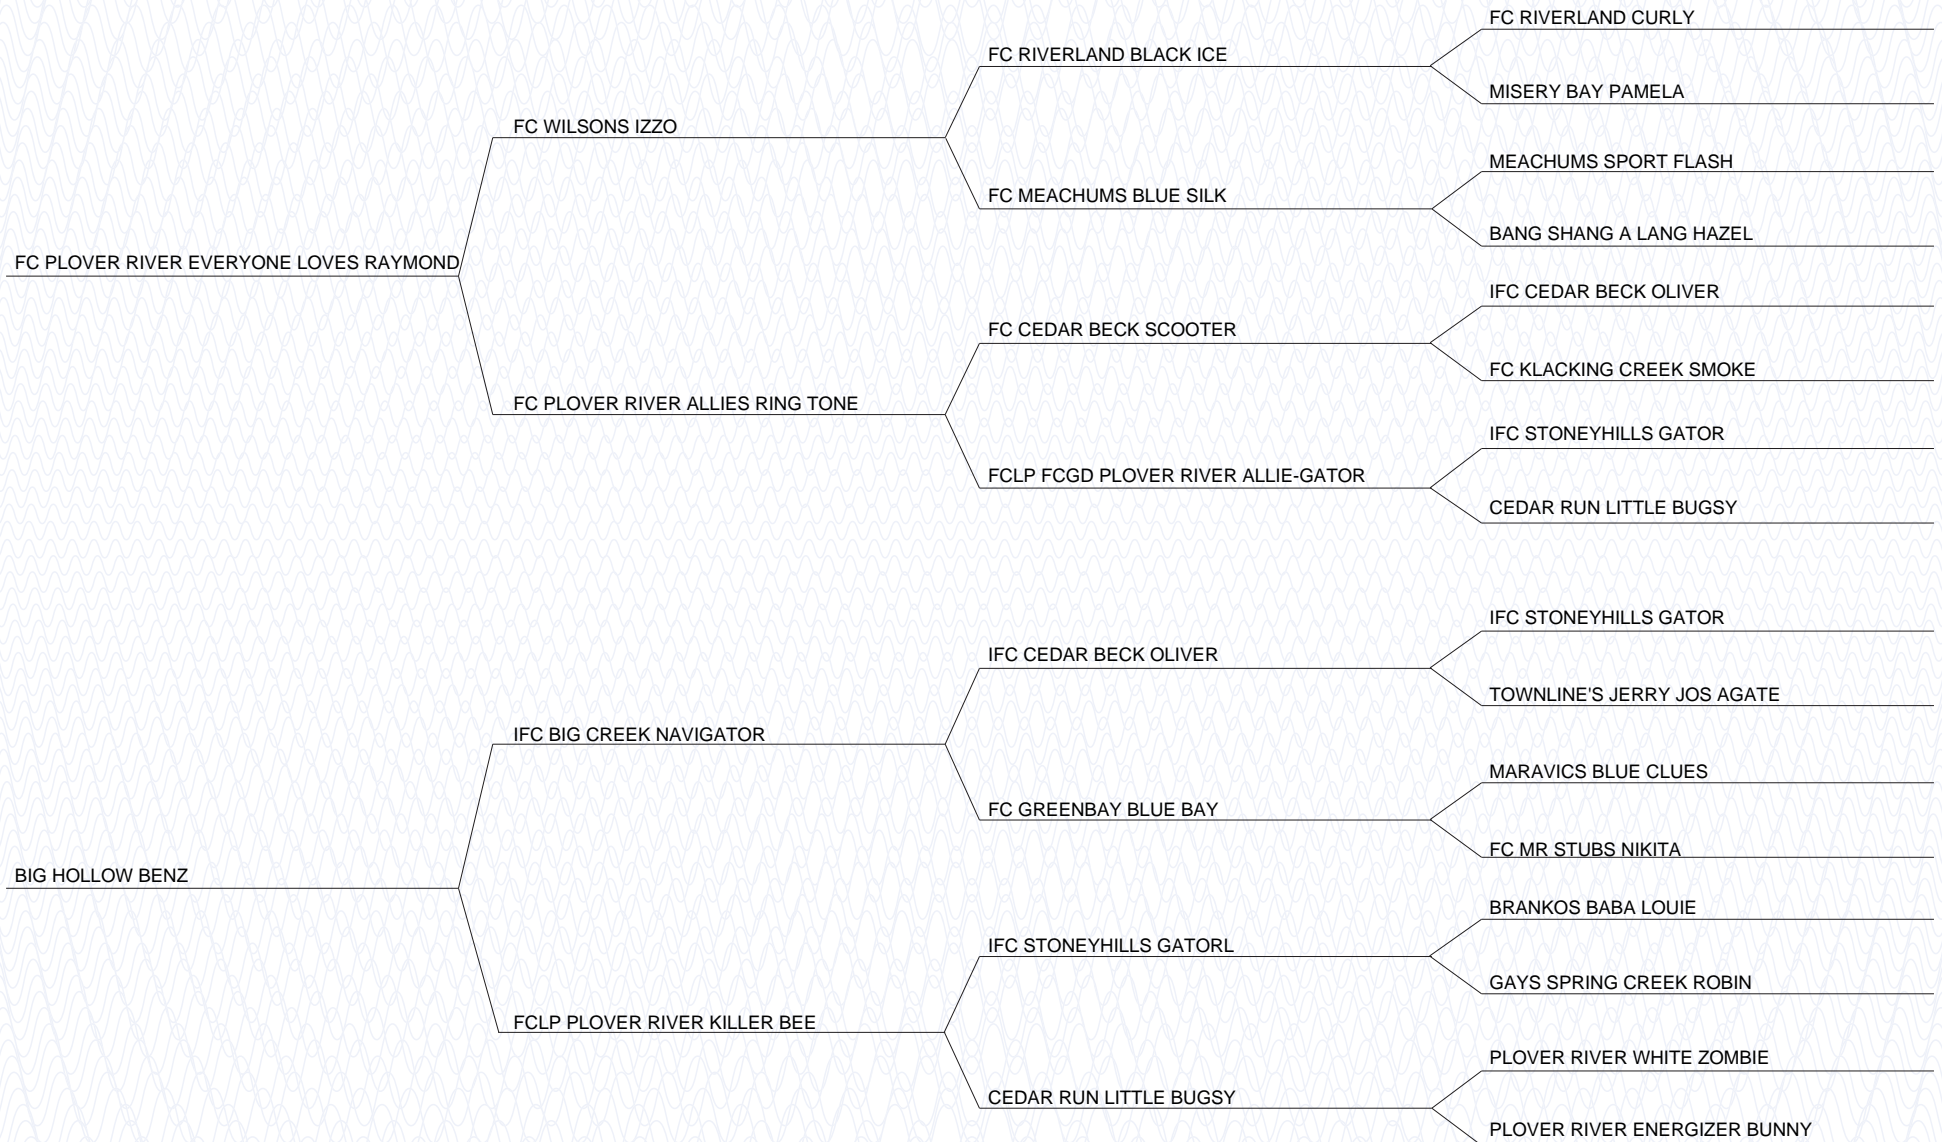 FC RIVERLAND CURLY
FC RIVERLAND BLACK ICE
MISERY BAY PAMELA
FC WILSONS IZZO
MEACHUMS SPORT FLASH
FC MEACHUMS BLUE SILK
BANG SHANG A LANG HAZEL
FC PLOVER RIVER EVERYONE LOVES RAYMOND
IFC CEDAR BECK OLIVER
FC CEDAR BECK SCOOTER
FC KLACKING CREEK SMOKE
FC PLOVER RIVER ALLIES RING TONE
IFC STONEYHILLS GATOR
FCLP FCGD PLOVER RIVER ALLIE-GATOR
CEDAR RUN LITTLE BUGSY
IFC STONEYHILLS GATOR
IFC CEDAR BECK OLIVER
TOWNLINE'S JERRY JOS AGATE
IFC BIG CREEK NAVIGATOR
MARAVICS BLUE CLUES
FC GREENBAY BLUE BAY
FC MR STUBS NIKITA
BIG HOLLOW BENZ
BRANKOS BABA LOUIE
IFC STONEYHILLS GATORL
GAYS SPRING CREEK ROBIN
FCLP PLOVER RIVER KILLER BEE
PLOVER RIVER WHITE ZOMBIE
CEDAR RUN LITTLE BUGSY
PLOVER RIVER ENERGIZER BUNNY